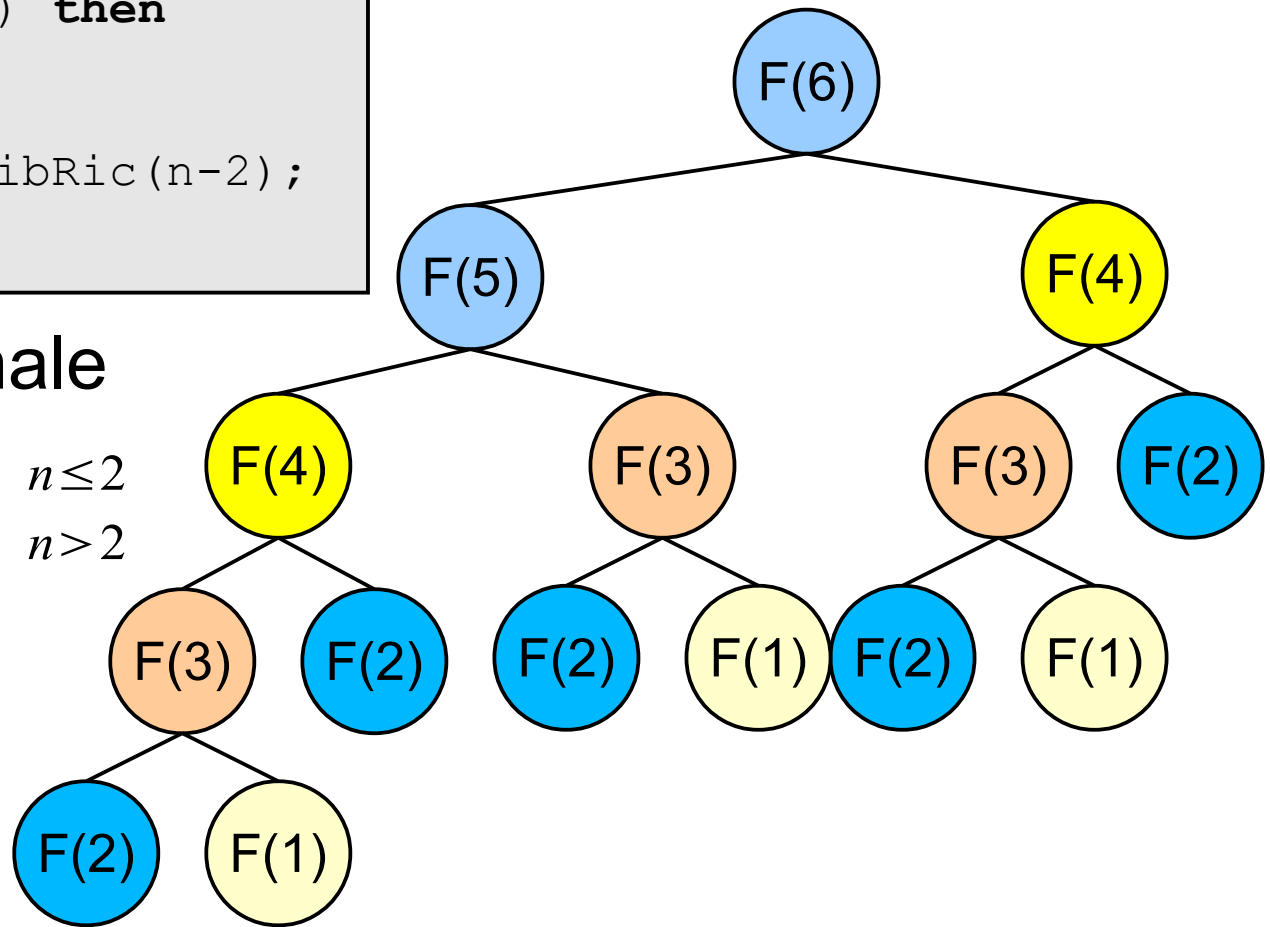 ) then
ibRic(n-2);
nale
n≤2
n>2
F(6)
F(5) F(4)
F(4) F(3) F(3) F(2)
F(3) F(2) F(2) F(1) F(2) F(1)
F(2) F(1)